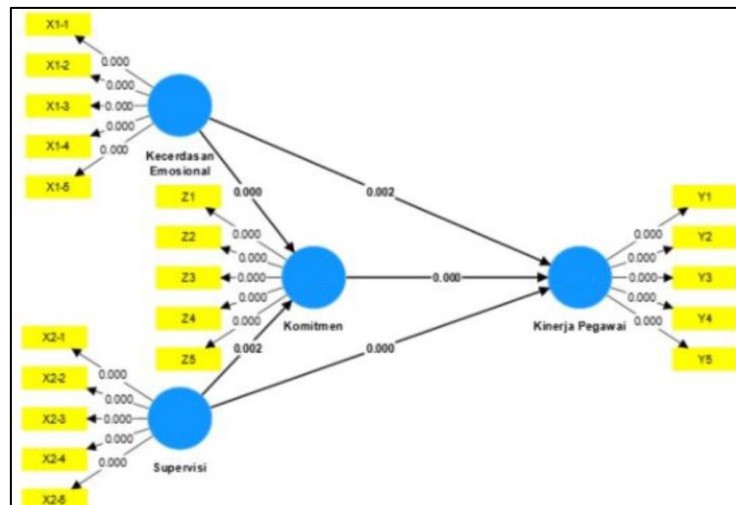 X1-1
X1-2
X1-3
X1-4
X1-5
0.000
0.000
0.000
0.000
0.000
Kecerdasan
Emosional
0.000
0.002
Z1
Z2
Z3
Z4
Z5
0.000
0.000
0.000
0.000
0.000
Komitmen
0.000
Y1
Y2
Y3
Y4
Y5
0.000
0.000
0.000
0.000
0.000
Kinerja Pegawai
X2-1
X2-2
X2-3
X2-4
X2-5
0.000
0.000
0.000
0.000
0.000
0.002
0.000
Supervisi